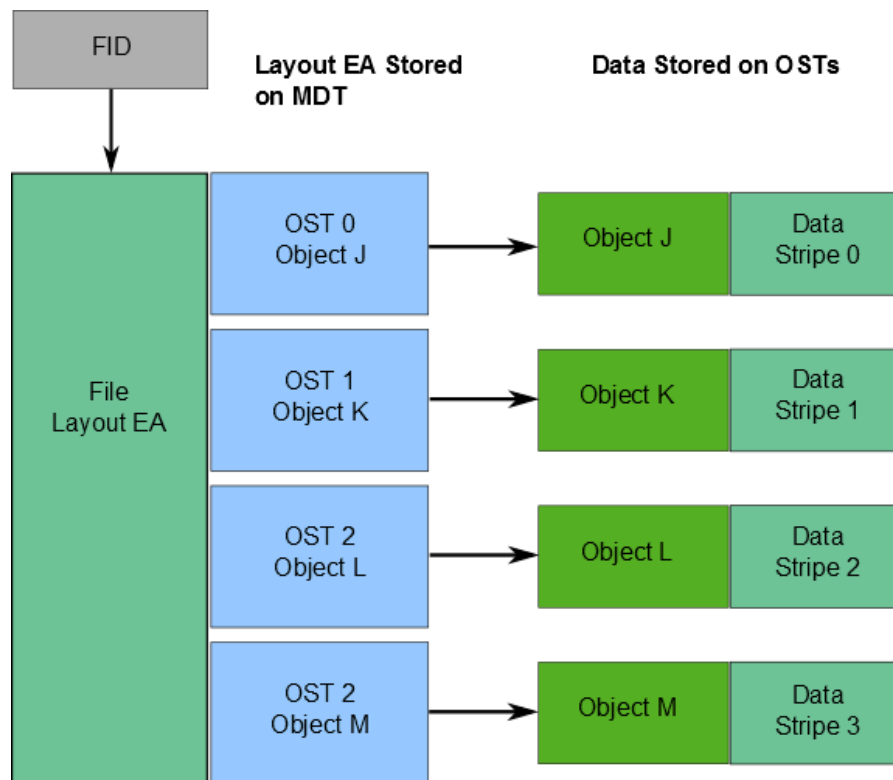 FID
Layout EA Stored
on MDT
Data Stored on OSTs
File
Layout EA
OST 0
Object J
Object J
Data
Stripe 0
OST 1
Object K
Object K
Data
Stripe 1
OST 2
Object L
Object L
Data
Stripe 2
OST 2
Object M
Object M
Data
Stripe 3